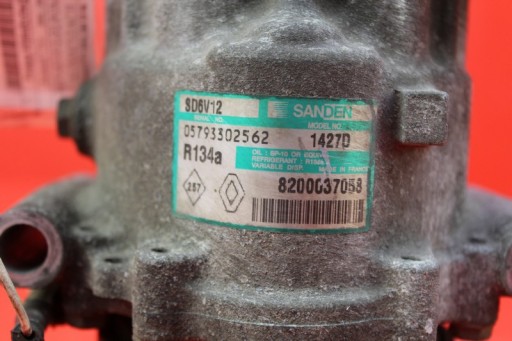 SD6V12
SANDEN
SERIAL NO.
MODEL NO.
05793302562
1427D
R134a
OIL : SP-10 OR EQUIV.
REFRIGERANT : R134a
VARIABLE DISP. MADE IN FRANCE
257
8200037058